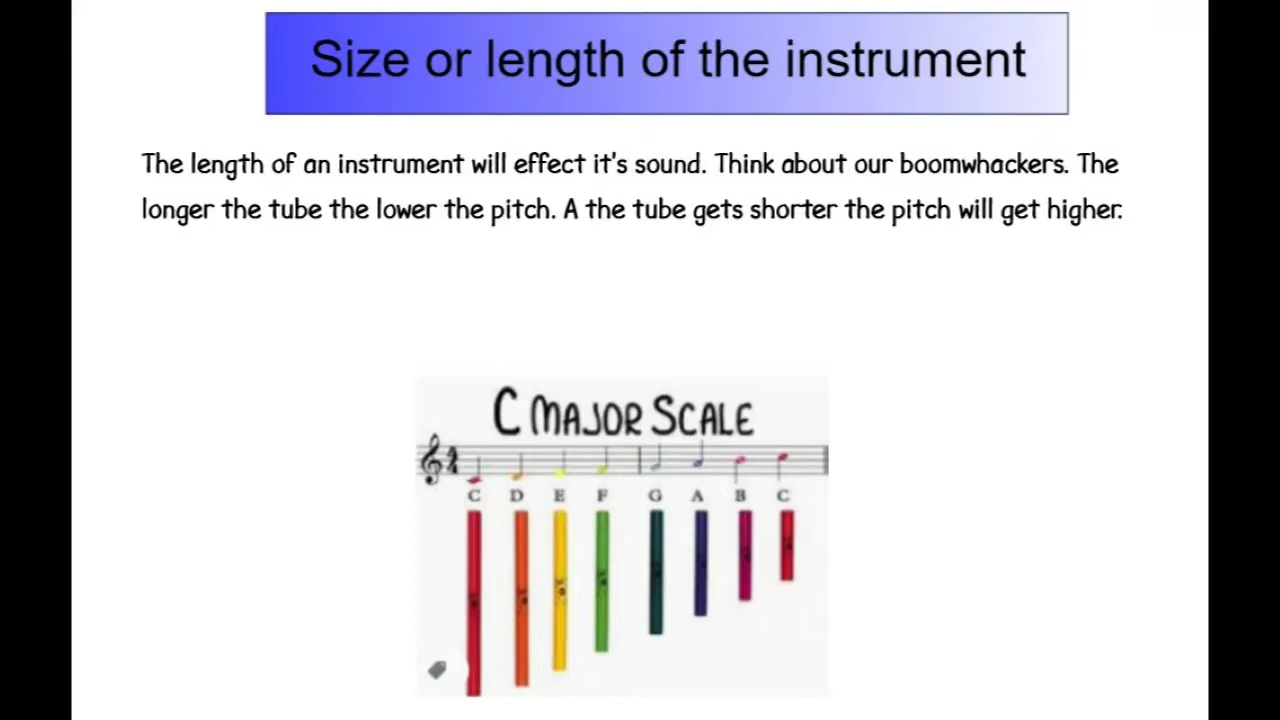 Size or length of the instrument
The length of an instrument will effect it's sound. Think about our boomwhackers. The
longer the tube the lower the pitch. A the tube gets shorter the pitch will get higher.
C MAJOR SCALE
4
4
C D E F G A B C